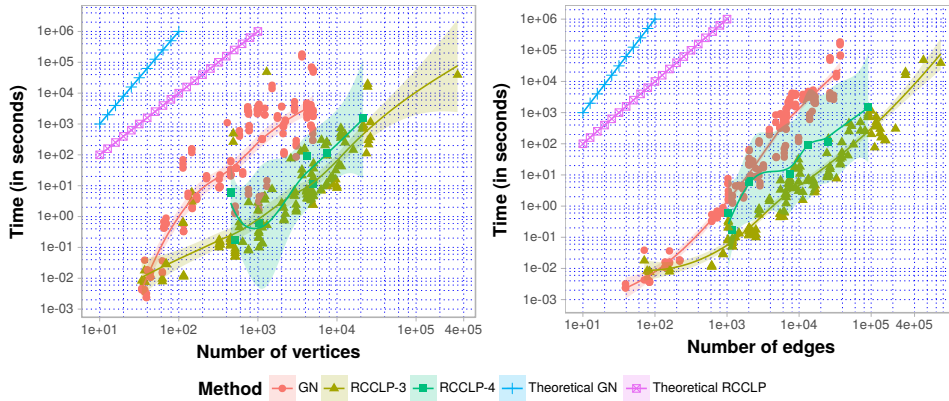 Time (in seconds)
1e+06
1e+05
1e+04
1e+03
1e+02
1e+01
1e+00
1e-01
1e-02
1e-03
1e+01 1e+02 1e+03 1e+04 1e+05 4e+05
Number of vertices
Time (in seconds)
1e+06
1e+05
1e+04
1e+03
1e+02
1e+01
1e+00
1e-01
1e-02
1e-03
1e+01 1e+02 1e+03 1e+04 1e+05 4e+05
Number of edges
Method GN RCCLP-3 RCCLP-4 Theoretical GN Theoretical RCCLP